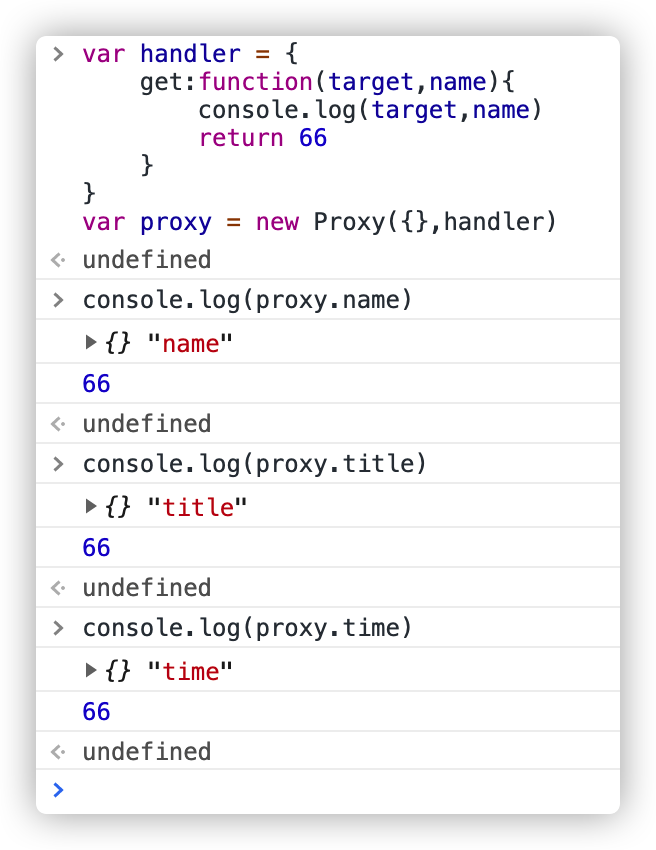 > var handler = {
get:function(target,name){
console.log(target,name)
return 66
}
}
var proxy = new Proxy({},handler)
undefined
> console.log(proxy.name)
▶ {} "name"
66
undefined
> console.log(proxy.title)
▶ {} "title"
66
undefined
> console.log(proxy.time)
▶ {} "time"
66
undefined
>